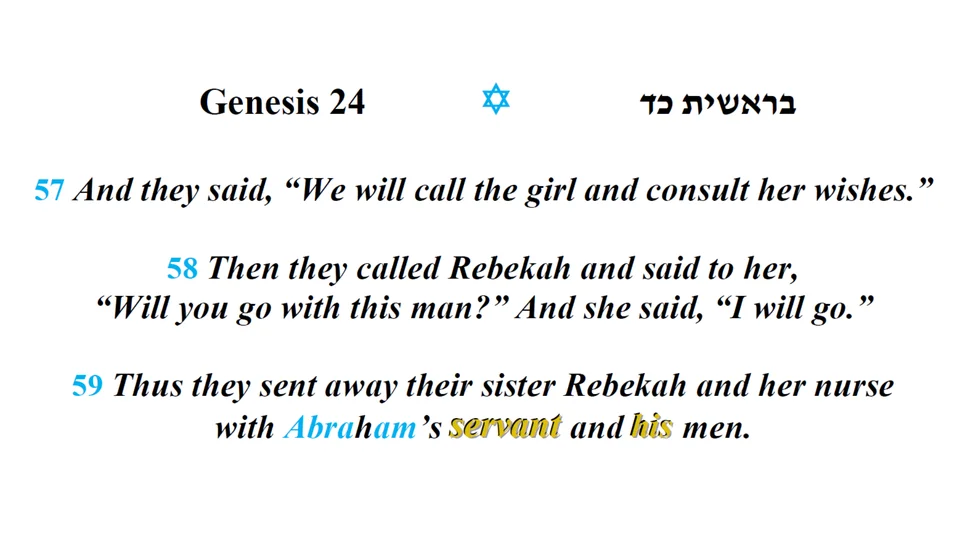 Genesis 24 ✡ בראשית כד
57 And they said, “We will call the girl and consult her wishes.”
58 Then they called Rebekah and said to her,
“Will you go with this man?” And she said, “I will go.”
59 Thus they sent away their sister Rebekah and her nurse
with Abraham’s servant and his men.